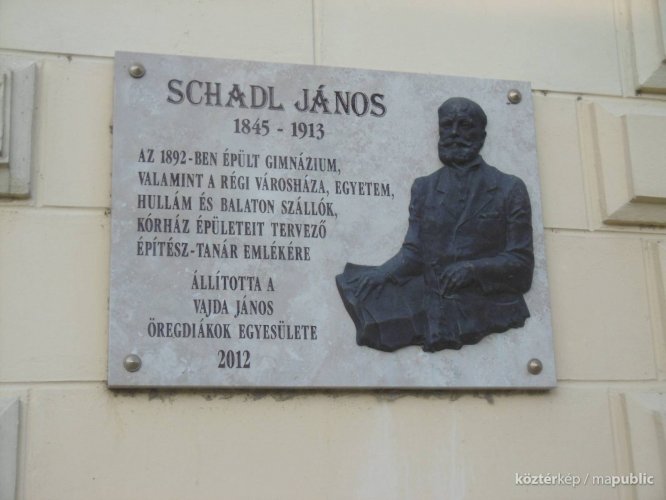 SCHADL JÁNOS
1845 - 1913
AZ 1892-BEN ÉPÜLT GIMNÁZIUM,
VALAMINT A RÉGI VÁROSHÁZA, EGYETEM,
HULLÁM ÉS BALATON SZÁLLÓK,
KÓRHÁZ ÉPÜLETEIT TERVEZŐ
ÉPÍTÉSZ-TANÁR EMLÉKÉRE
ÁLLÍTOTTA A
VAJDA JÁNOS
ÖREGDIÁKOK EGYESÜLETE
2012
köztérkép / mapublic